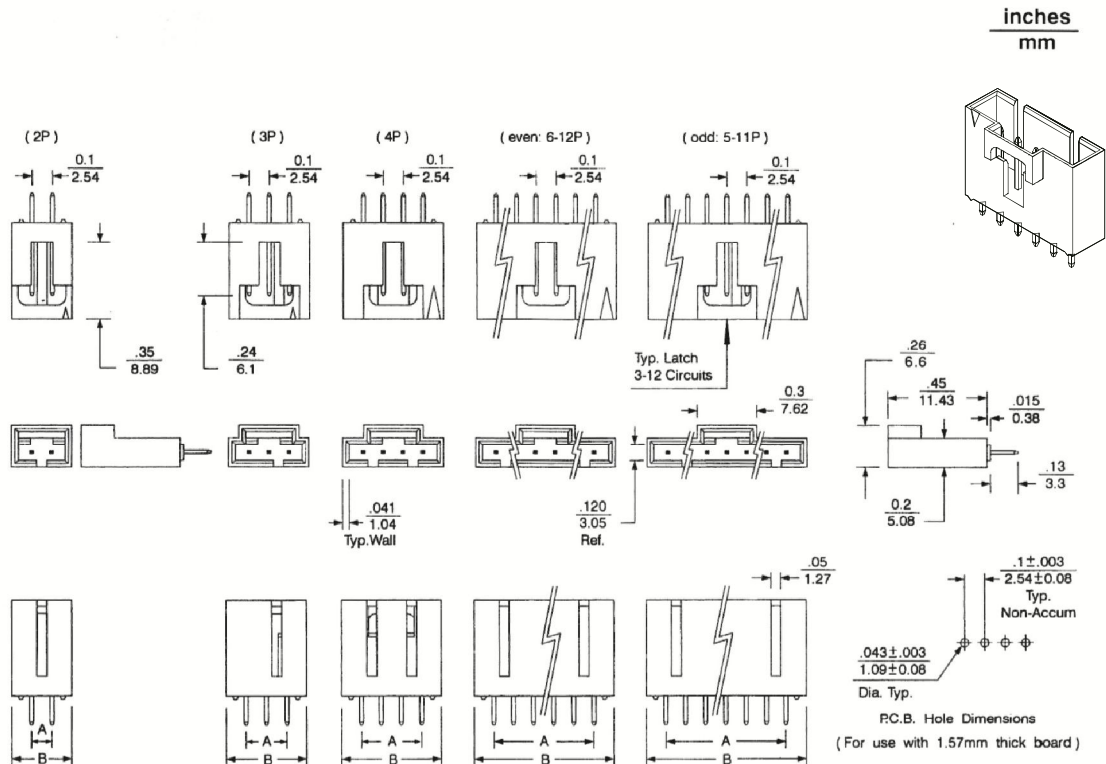 inches
mm
(2P)
(3P)
(4P)
(even: 6-12P)
(odd: 5-11P)
0.1
2.54
0.1
2.54
0.1
2.54
0.1
2.54
0.1
2.54
.35
8.89
.24
6.1
Typ. Latch
3-12 Circuits
.26
6.6
.45
11.43
.015
0.38
0.3
7.62
.13
3.3
.041
1.04
Typ.Wall
.120
3.05
Ref.
0.2
5.08
.05
1.27
.1±.003
2.54±0.08
Typ.
Non-Accum
.043±.003
1.09±0.08
Dia. Typ.
P.C.B. Hole Dimensions
(For use with 1.57mm thick board)
A
B
A
B
A
B
A
B
A
B